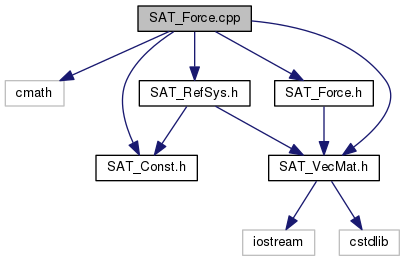 SAT_Force.cpp
cmath
SAT_RefSys.h
SAT_Force.h
SAT_Const.h
SAT_VecMat.h
iostream
cstdlib